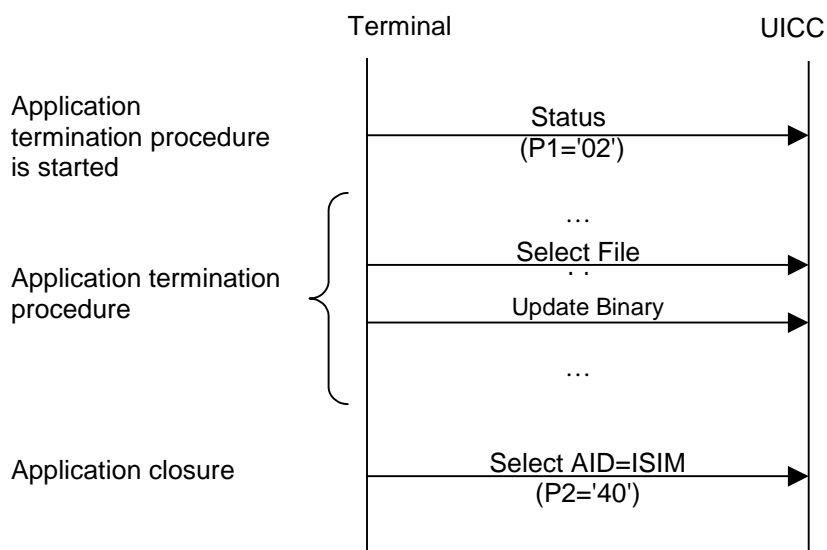 Terminal
UICC
Application
termination procedure
is started
Status
(P1='02')
…
Select File
. .
Application termination
procedure
Update Binary
…
Application closure
Select AID=ISIM
(P2='40')